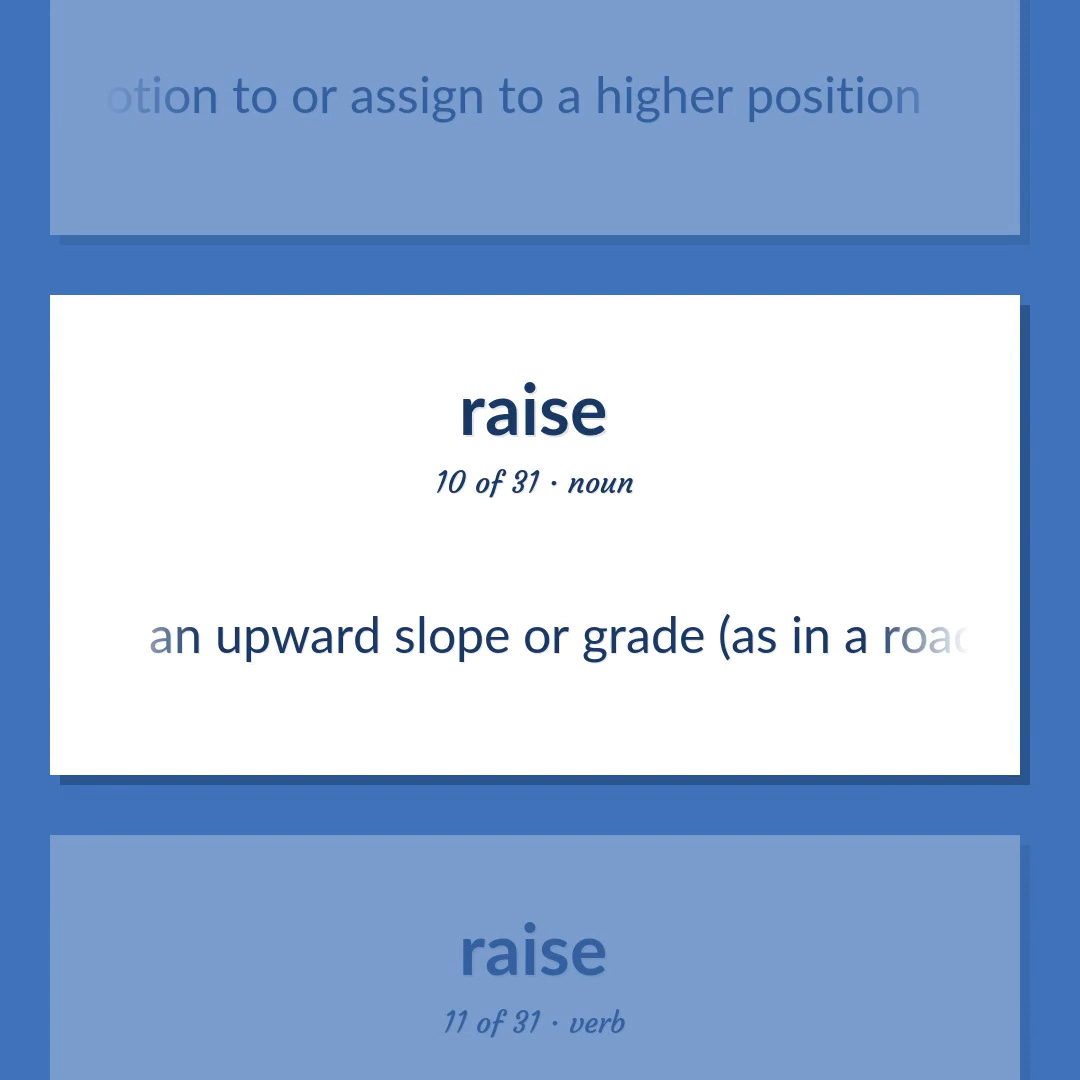 otion to or assign to a higher position
raise
10 of 31 · noun
an upward slope or grade (as in a roac
raise
11 of 31 · verb